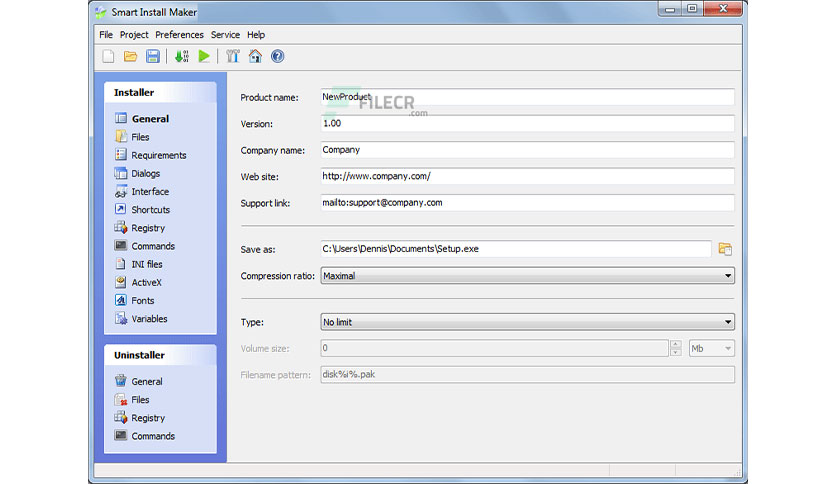 Smart Install Maker
File Project Preferences Service Help
Installer
General
Files
Requirements
Dialogs
Interface
Shortcuts
Registry
Commands
INI files
ActiveX
Fonts
Variables
Uninstaller
General
Files
Registry
Commands
Product name: NewProduct
FILECR
.com
Version: 1.00
Company name: Company
Web site: http://www.company.com/
Support link: mailto:support@company.com
Save as: C:\Users\Dennis\Documents\Setup.exe
Compression ratio: Maximal
Type: No limit
Volume size: 0 Mb
Filename pattern: disk%i%.pak